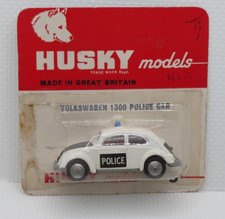 HUSKY models
TRADE MARK Regd.
MADE IN GREAT BRITAIN
VOLKSWAGEN 1300 POLICE CAR
POLICE